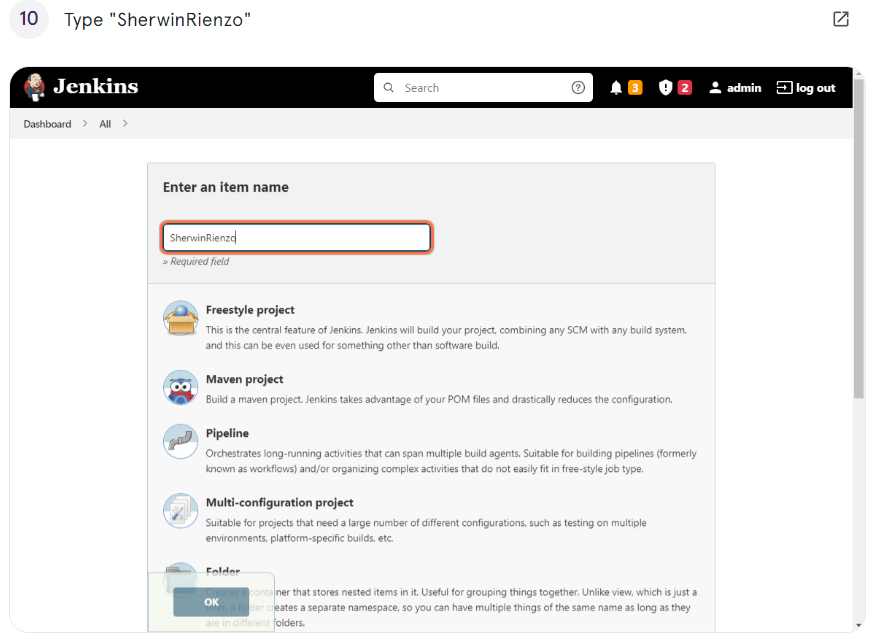 10 Type "SherwinRienzo"
Jenkins Search 3 2 admin log out
Dashboard All
Enter an item name
SherwinRienzo
» Required field
Freestyle project
This is the central feature of Jenkins. Jenkins will build your project, combining any SCM with any build system,
and this can be even used for something other than software build.
Maven project
Build a maven project. Jenkins takes advantage of your POM files and drastically reduces the configuration.
Pipeline
Orchestrates long-running activities that can span multiple build agents. Suitable for building pipelines (formerly
known as workflows) and/or organizing complex activities that do not easily fit in free-style job type.
Multi-configuration project
Suitable for projects that need a large number of different configurations, such as testing on multiple
environments, platform-specific builds, etc.
Folder
Creates a container that stores nested items in it. Useful for grouping things together. Unlike view, which is just a
filter, a folder creates a separate namespace, so you can have multiple things of the same name as long as they
OK
are in different folders.